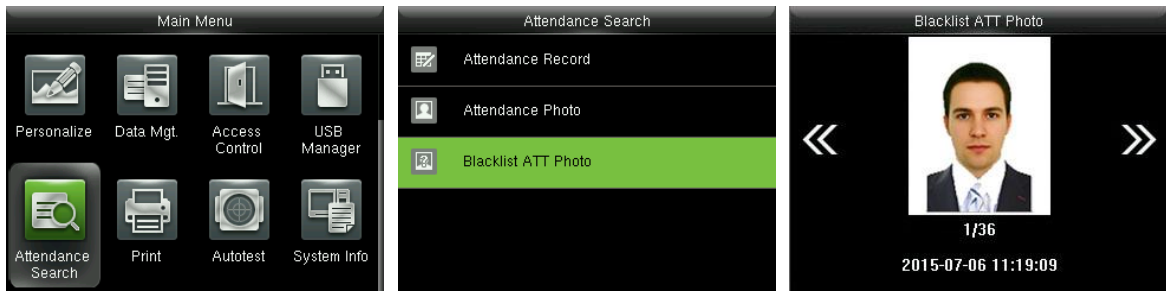 Main Menu
Personalize
Data Mgt.
Access
Control
USB
Manager
Attendance
Search
Print
Autotest
System Info
Attendance Search
Attendance Record
Attendance Photo
Blacklist ATT Photo
Blacklist ATT Photo
1/36
2015-07-06 11:19:09